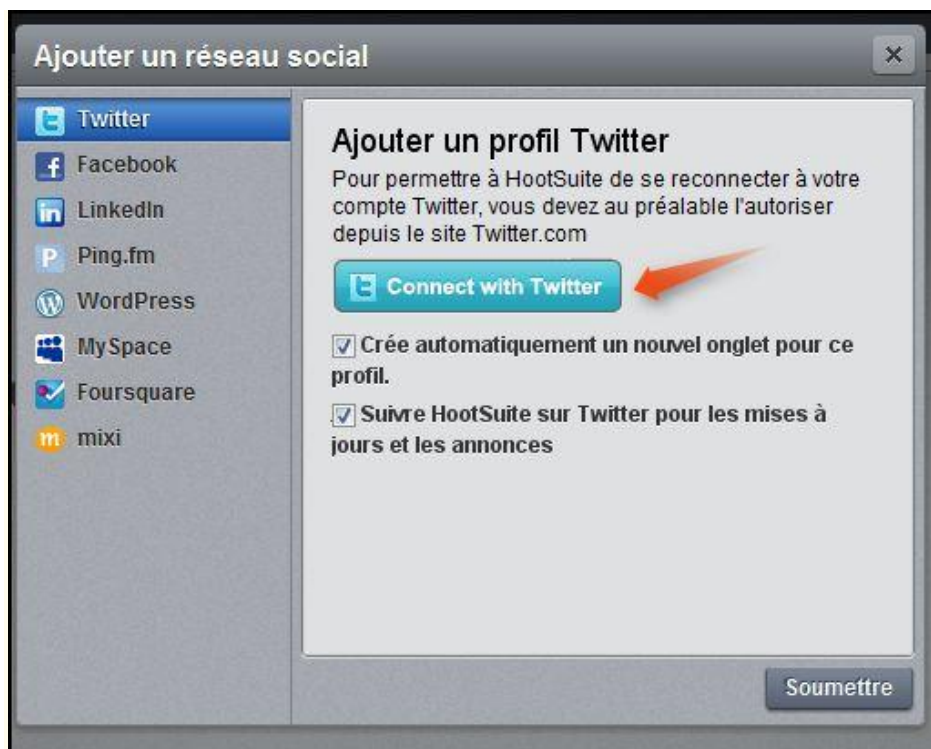 Ajouter un réseau social
Twitter
Facebook
LinkedIn
Ping.fm
WordPress
MySpace
Foursquare
mixi
Ajouter un profil Twitter
Pour permettre à HootSuite de se reconnecter à votre
compte Twitter, vous devez au préalable l'autoriser
depuis le site Twitter.com
Connect with Twitter
Crée automatiquement un nouvel onglet pour ce
profil.
Suivre HootSuite sur Twitter pour les mises à
jours et les annonces
Soumettre